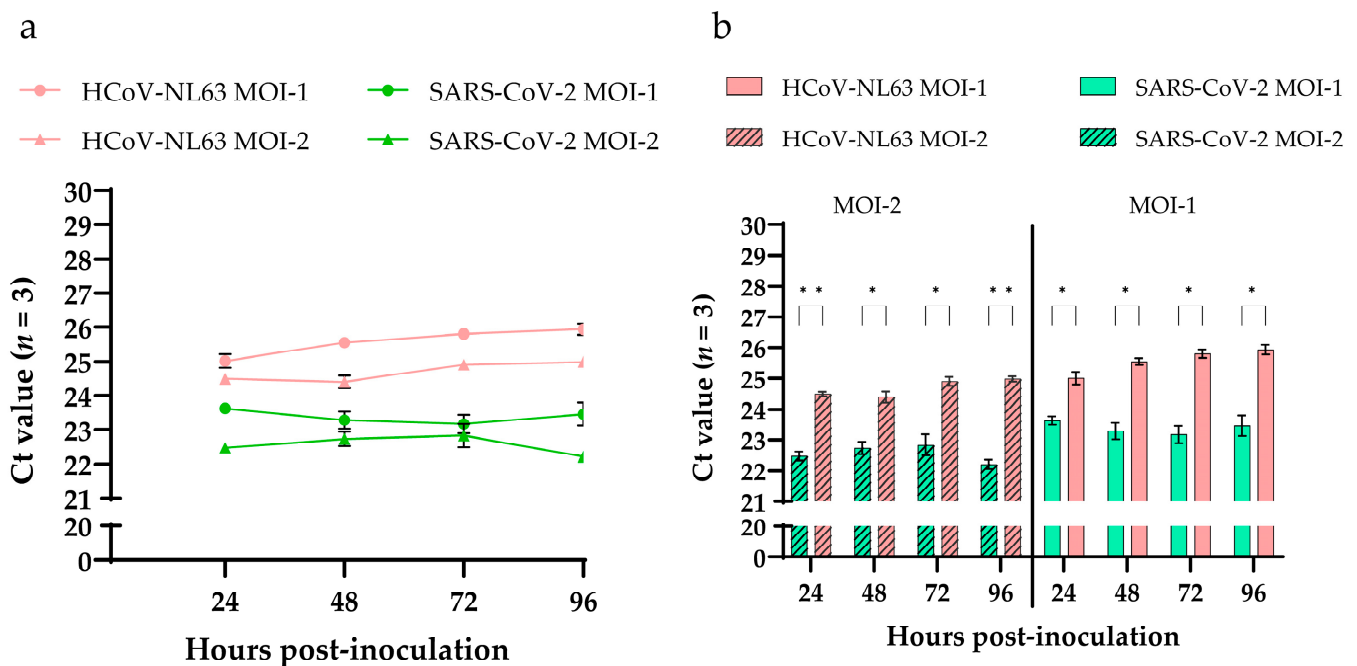 a
HCoV-NL63 MOI-1
SARS-CoV-2 MOI-1
HCoV-NL63 MOI-2
SARS-CoV-2 MOI-2
Ct value (n = 3)
30
29
28
27
26
25
24
23
22
21
20
0
24 48 72 96
Hours post-inoculation
b
HCoV-NL63 MOI-1
SARS-CoV-2 MOI-1
HCoV-NL63 MOI-2
SARS-CoV-2 MOI-2
MOI-2 MOI-1
Ct value (n = 3)
30
29
28
27
26
25
24
23
22
21
20
0
** * * ** * * * *
24 48 72 96 24 48 72 96
Hours post-inoculation